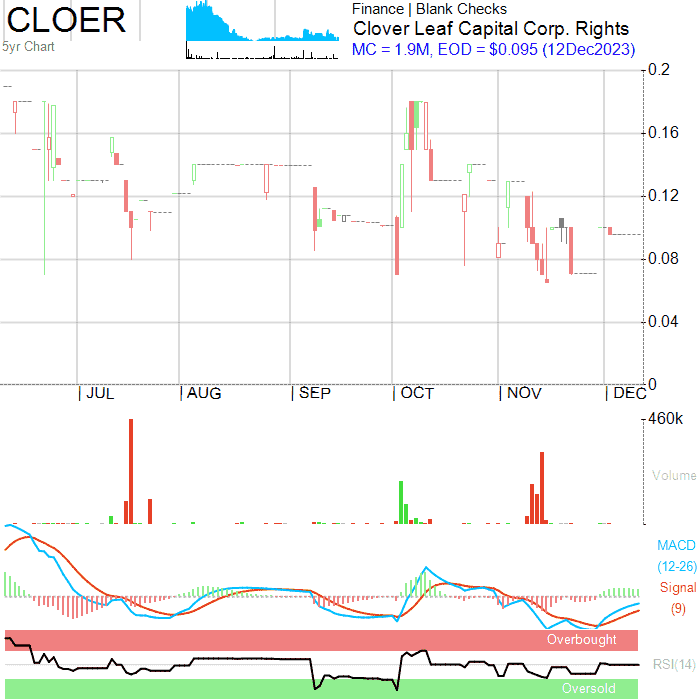 CLOER
5yr Chart
Finance | Blank Checks
Clover Leaf Capital Corp. Rights
MC = 1.9M, EOD = $0.095 (12Dec2023)
0.2
0.16
0.12
0.08
0.04
0
| JUL | AUG | SEP | OCT | NOV | DEC
460k
Volume
MACD
(12-26)
Signal
(9)
Overbought
RSI(14)
Oversold